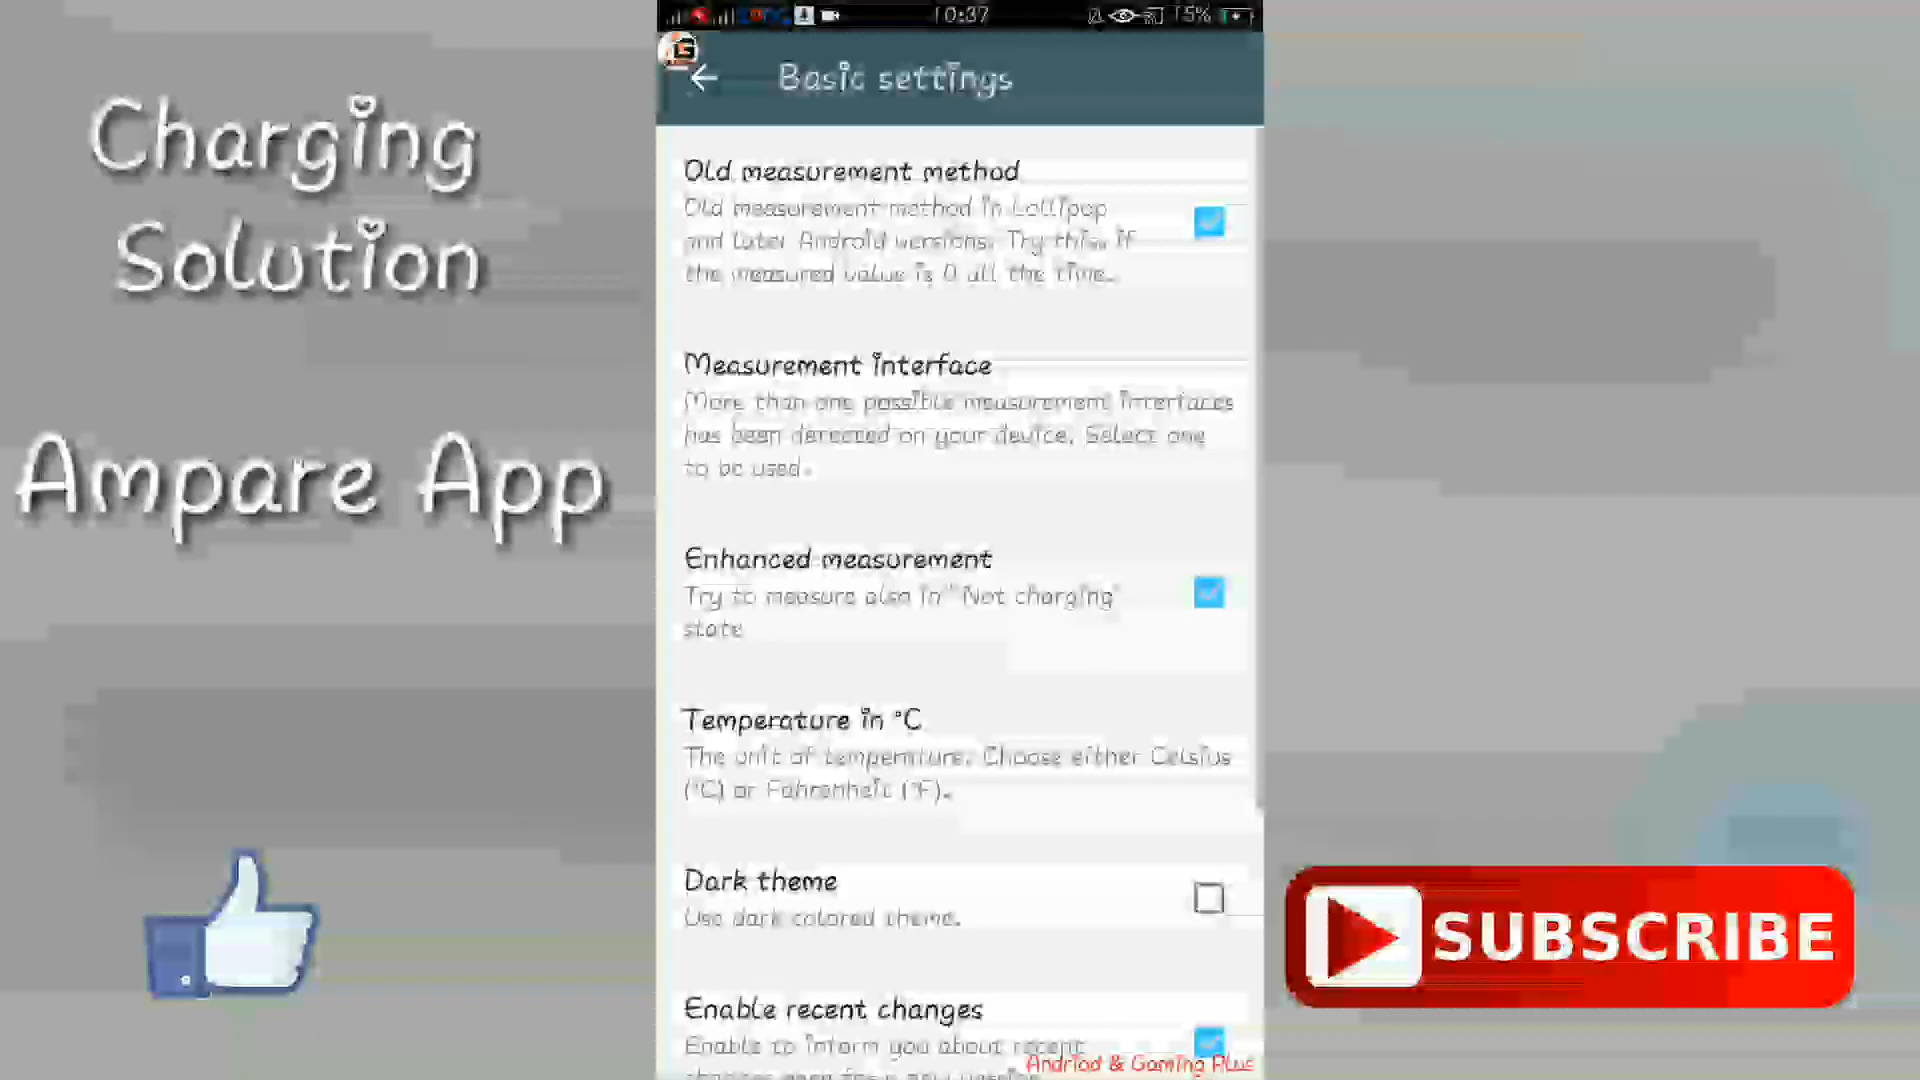 10:37
15%
Basic settings
Charging
Solution
Ampare App
Old measurement method
Old measurement method in Lollipop
and later Android versions. Try this, if
the measured value is 0 all the time.
Measurement interface
More than one possible measurement interfaces
has been detected on your device. Select one
to be used.
Enhanced measurement
Try to measure also in "Not charging"
state
Temperature in °C
The unit of temperature. Choose either Celsius
(°C) or Fahrenheit (°F).
Dark theme
Use dark colored theme.
Enable recent changes
Enable to inform you about recent
Andriod & Gaming Plus
SUBSCRIBE